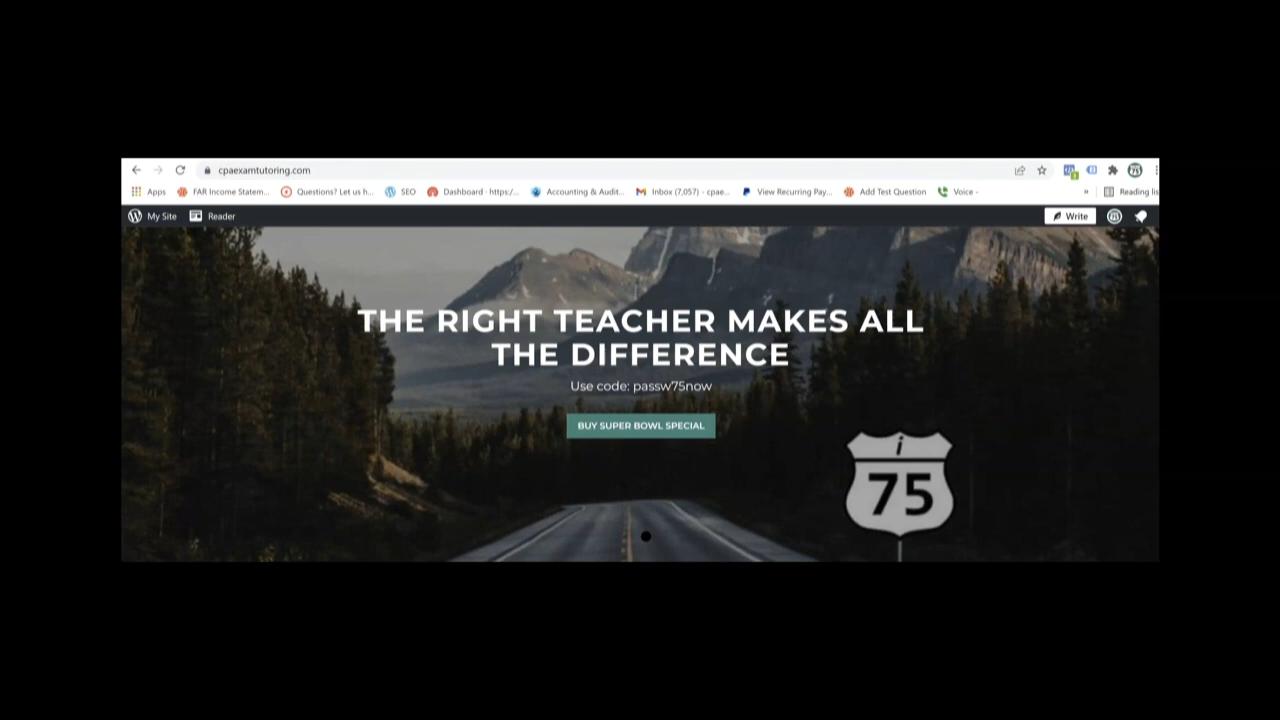 cpaexamtutoring.com
Apps FAR Income Statem... Questions? Let us h... SEO Dashboard · https:/... Accounting & Audit... Inbox (7,057) - cpae... View Recurring Pay... Add Test Question Voice - » Reading lis
My Site Reader Write
THE RIGHT TEACHER MAKES ALL
THE DIFFERENCE
Use code: passw75now
BUY SUPER BOWL SPECIAL
i
75